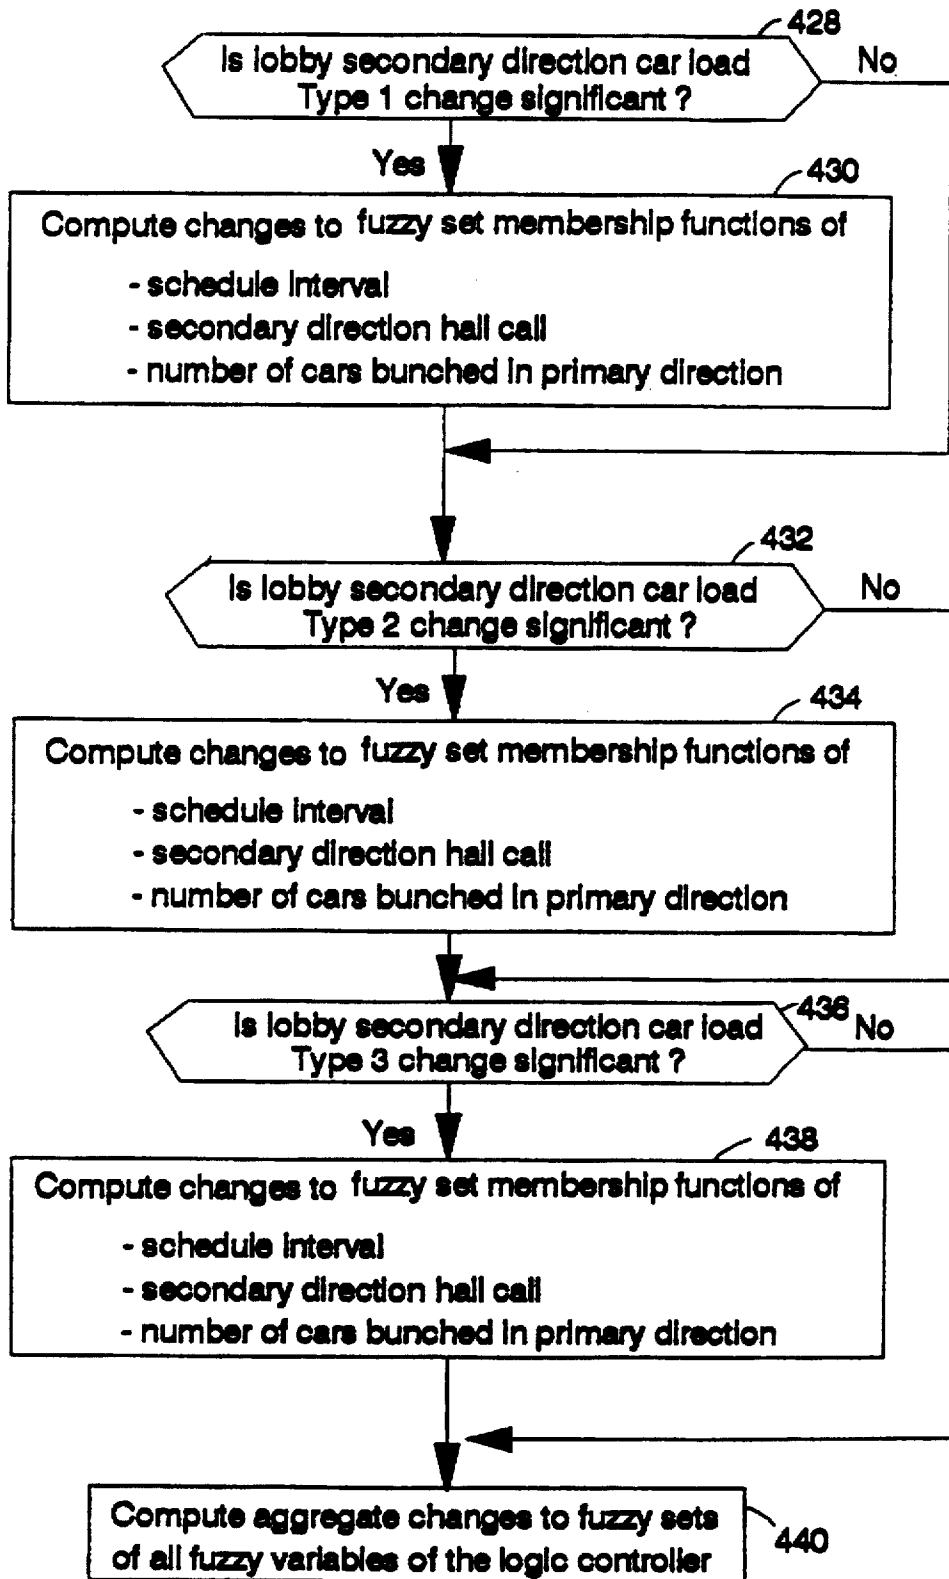 428
Is lobby secondary direction car load
Type 1 change significant ?
No
Yes
430
Compute changes to fuzzy set membership functions of
- schedule interval
- secondary direction hall call
- number of cars bunched in primary direction
432
Is lobby secondary direction car load
Type 2 change significant ?
No
Yes
434
Compute changes to fuzzy set membership functions of
- schedule interval
- secondary direction hall call
- number of cars bunched in primary direction
436
Is lobby secondary direction car load
Type 3 change significant ?
No
Yes
438
Compute changes to fuzzy set membership functions of
- schedule interval
- secondary direction hall call
- number of cars bunched in primary direction
Compute aggregate changes to fuzzy sets
of all fuzzy variables of the logic controller
440